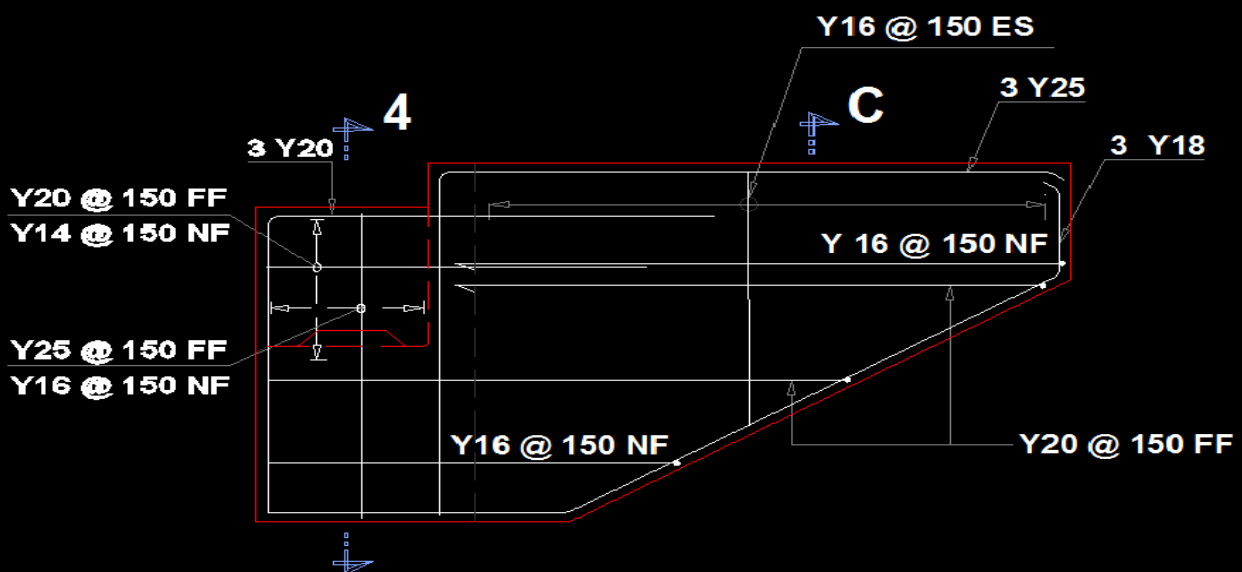 Y16 @ 150 ES
3 Y25
C
4
3 Y20
3 Y18
Y20 @ 150 FF
Y14 @ 150 NF
Y 16 @ 150 NF
Y25 @ 150 FF
Y16 @ 150 NF
Y16 @ 150 NF
Y20 @ 150 FF